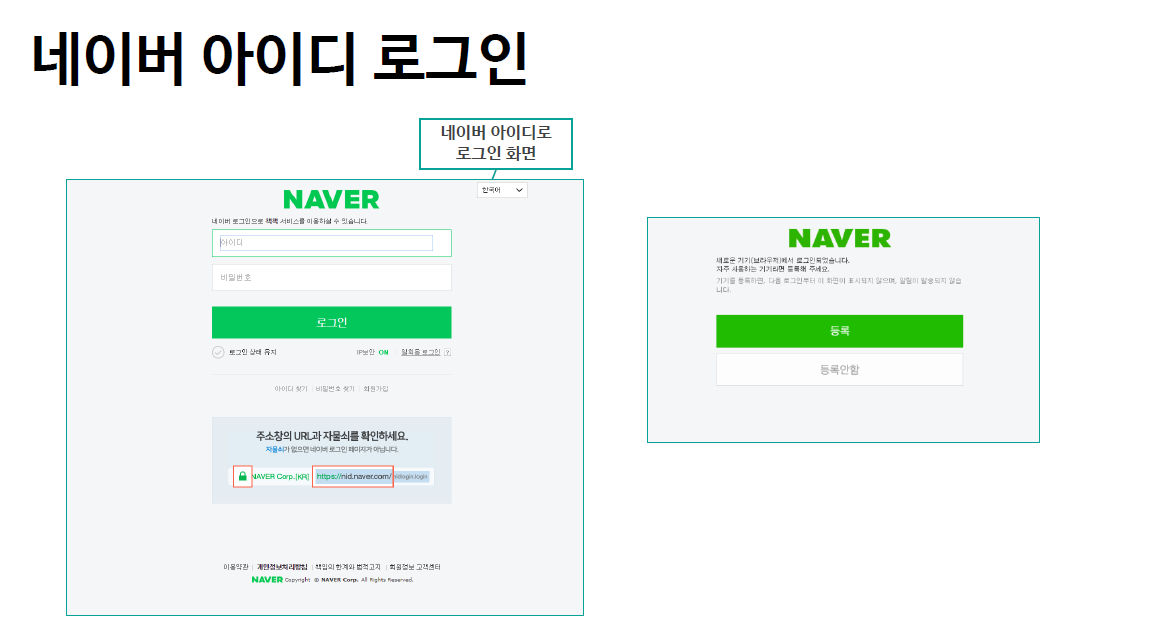 네이버 아이디 로그인
네이버 아이디로
로그인 화면
한국어
NAVER
네이버 로그인으로 책책 서비스를 이용하실 수 있습니다.
아이디
비밀번호
로그인
로그인 상태 유지 IP보안 ON 일회용 로그인 ?
아이디 찾기 비밀번호 찾기 회원가입
주소창의 URL과 자물쇠를 확인하세요.
자물쇠가 없으면 네이버 로그인 페이지가 아닙니다.
NAVER Corp.[KR] https://nid.naver.com/nidlogin.login
이용약관 개인정보처리방침 책임의 한계와 법적고지 회원정보 고객센터
NAVER Copyright © NAVER Corp. All Rights Reserved.
NAVER
새로운 기기(브라우저)에서 로그인되었습니다.
자주 사용하는 기기라면 등록해 주세요.
기기를 등록하면, 다음 로그인부터 이 화면이 표시되지 않으며, 알림이 발송되지 않습
니다.
등록
등록안함